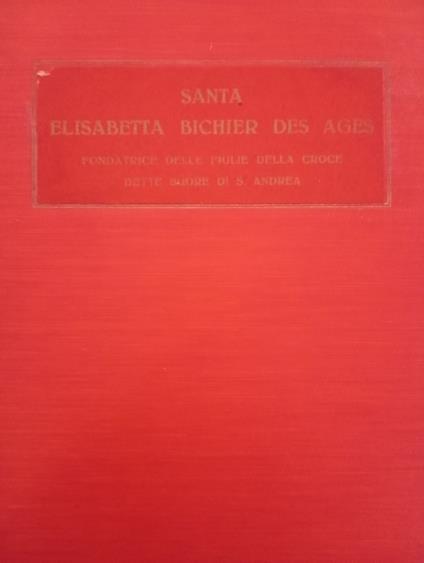 SANTA
ELISABETTA BICHIER DES AGES
FONDATRICE DELLE FIGLIE DELLA CROCE
DETTE SUORE DI S. ANDREA